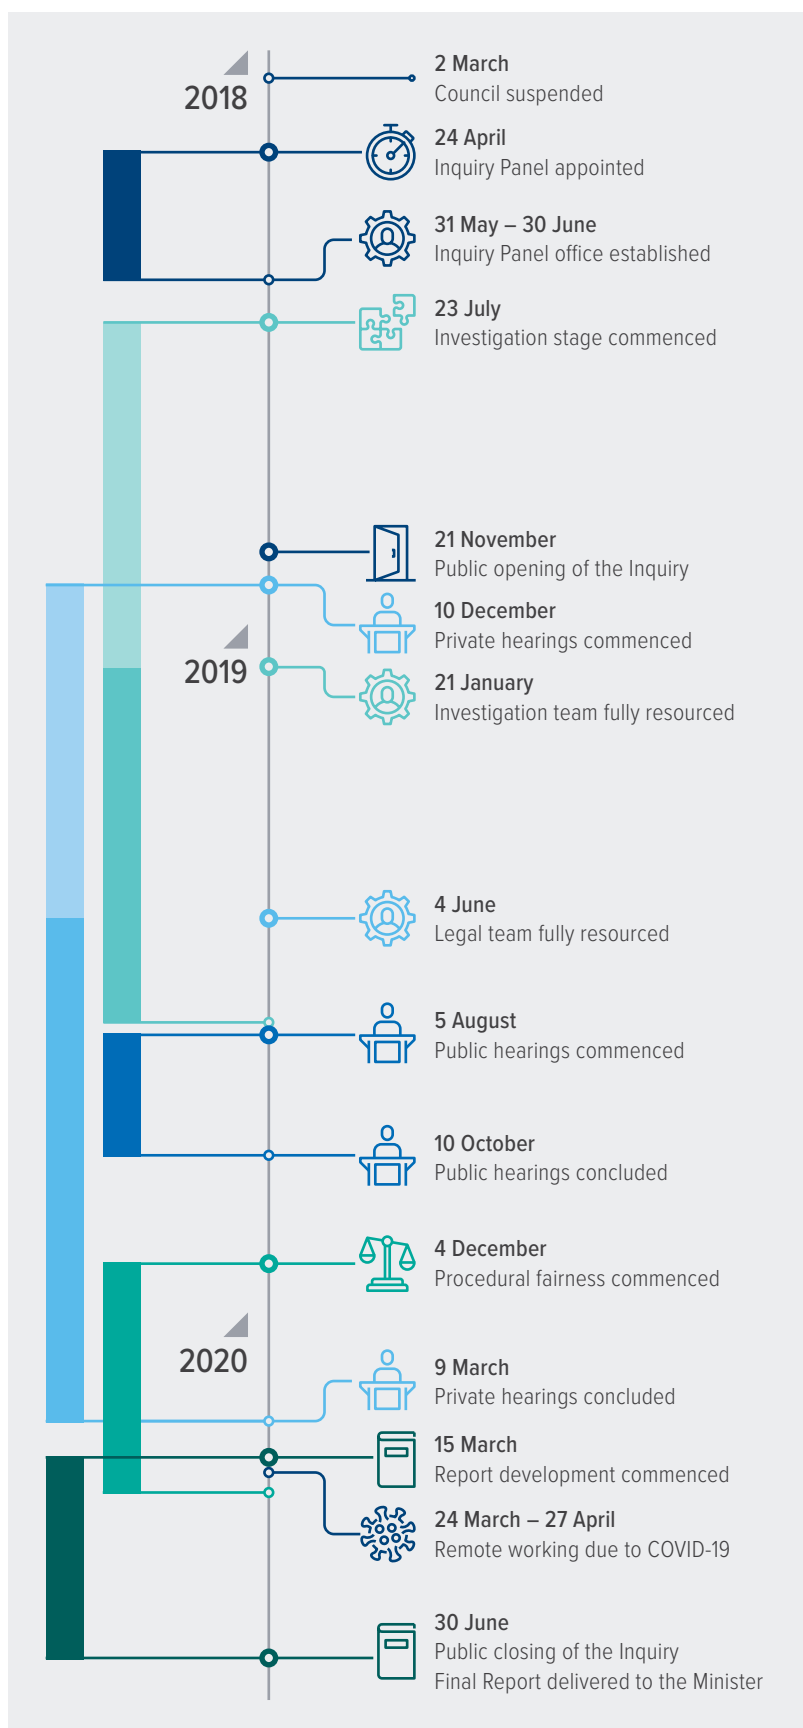 2018
2 March
Council suspended
24 April
Inquiry Panel appointed
31 May – 30 June
Inquiry Panel office established
23 July
Investigation stage commenced
21 November
Public opening of the Inquiry
10 December
Private hearings commenced
2019
21 January
Investigation team fully resourced
4 June
Legal team fully resourced
5 August
Public hearings commenced
10 October
Public hearings concluded
4 December
Procedural fairness commenced
2020
9 March
Private hearings concluded
15 March
Report development commenced
24 March – 27 April
Remote working due to COVID-19
30 June
Public closing of the Inquiry
Final Report delivered to the Minister